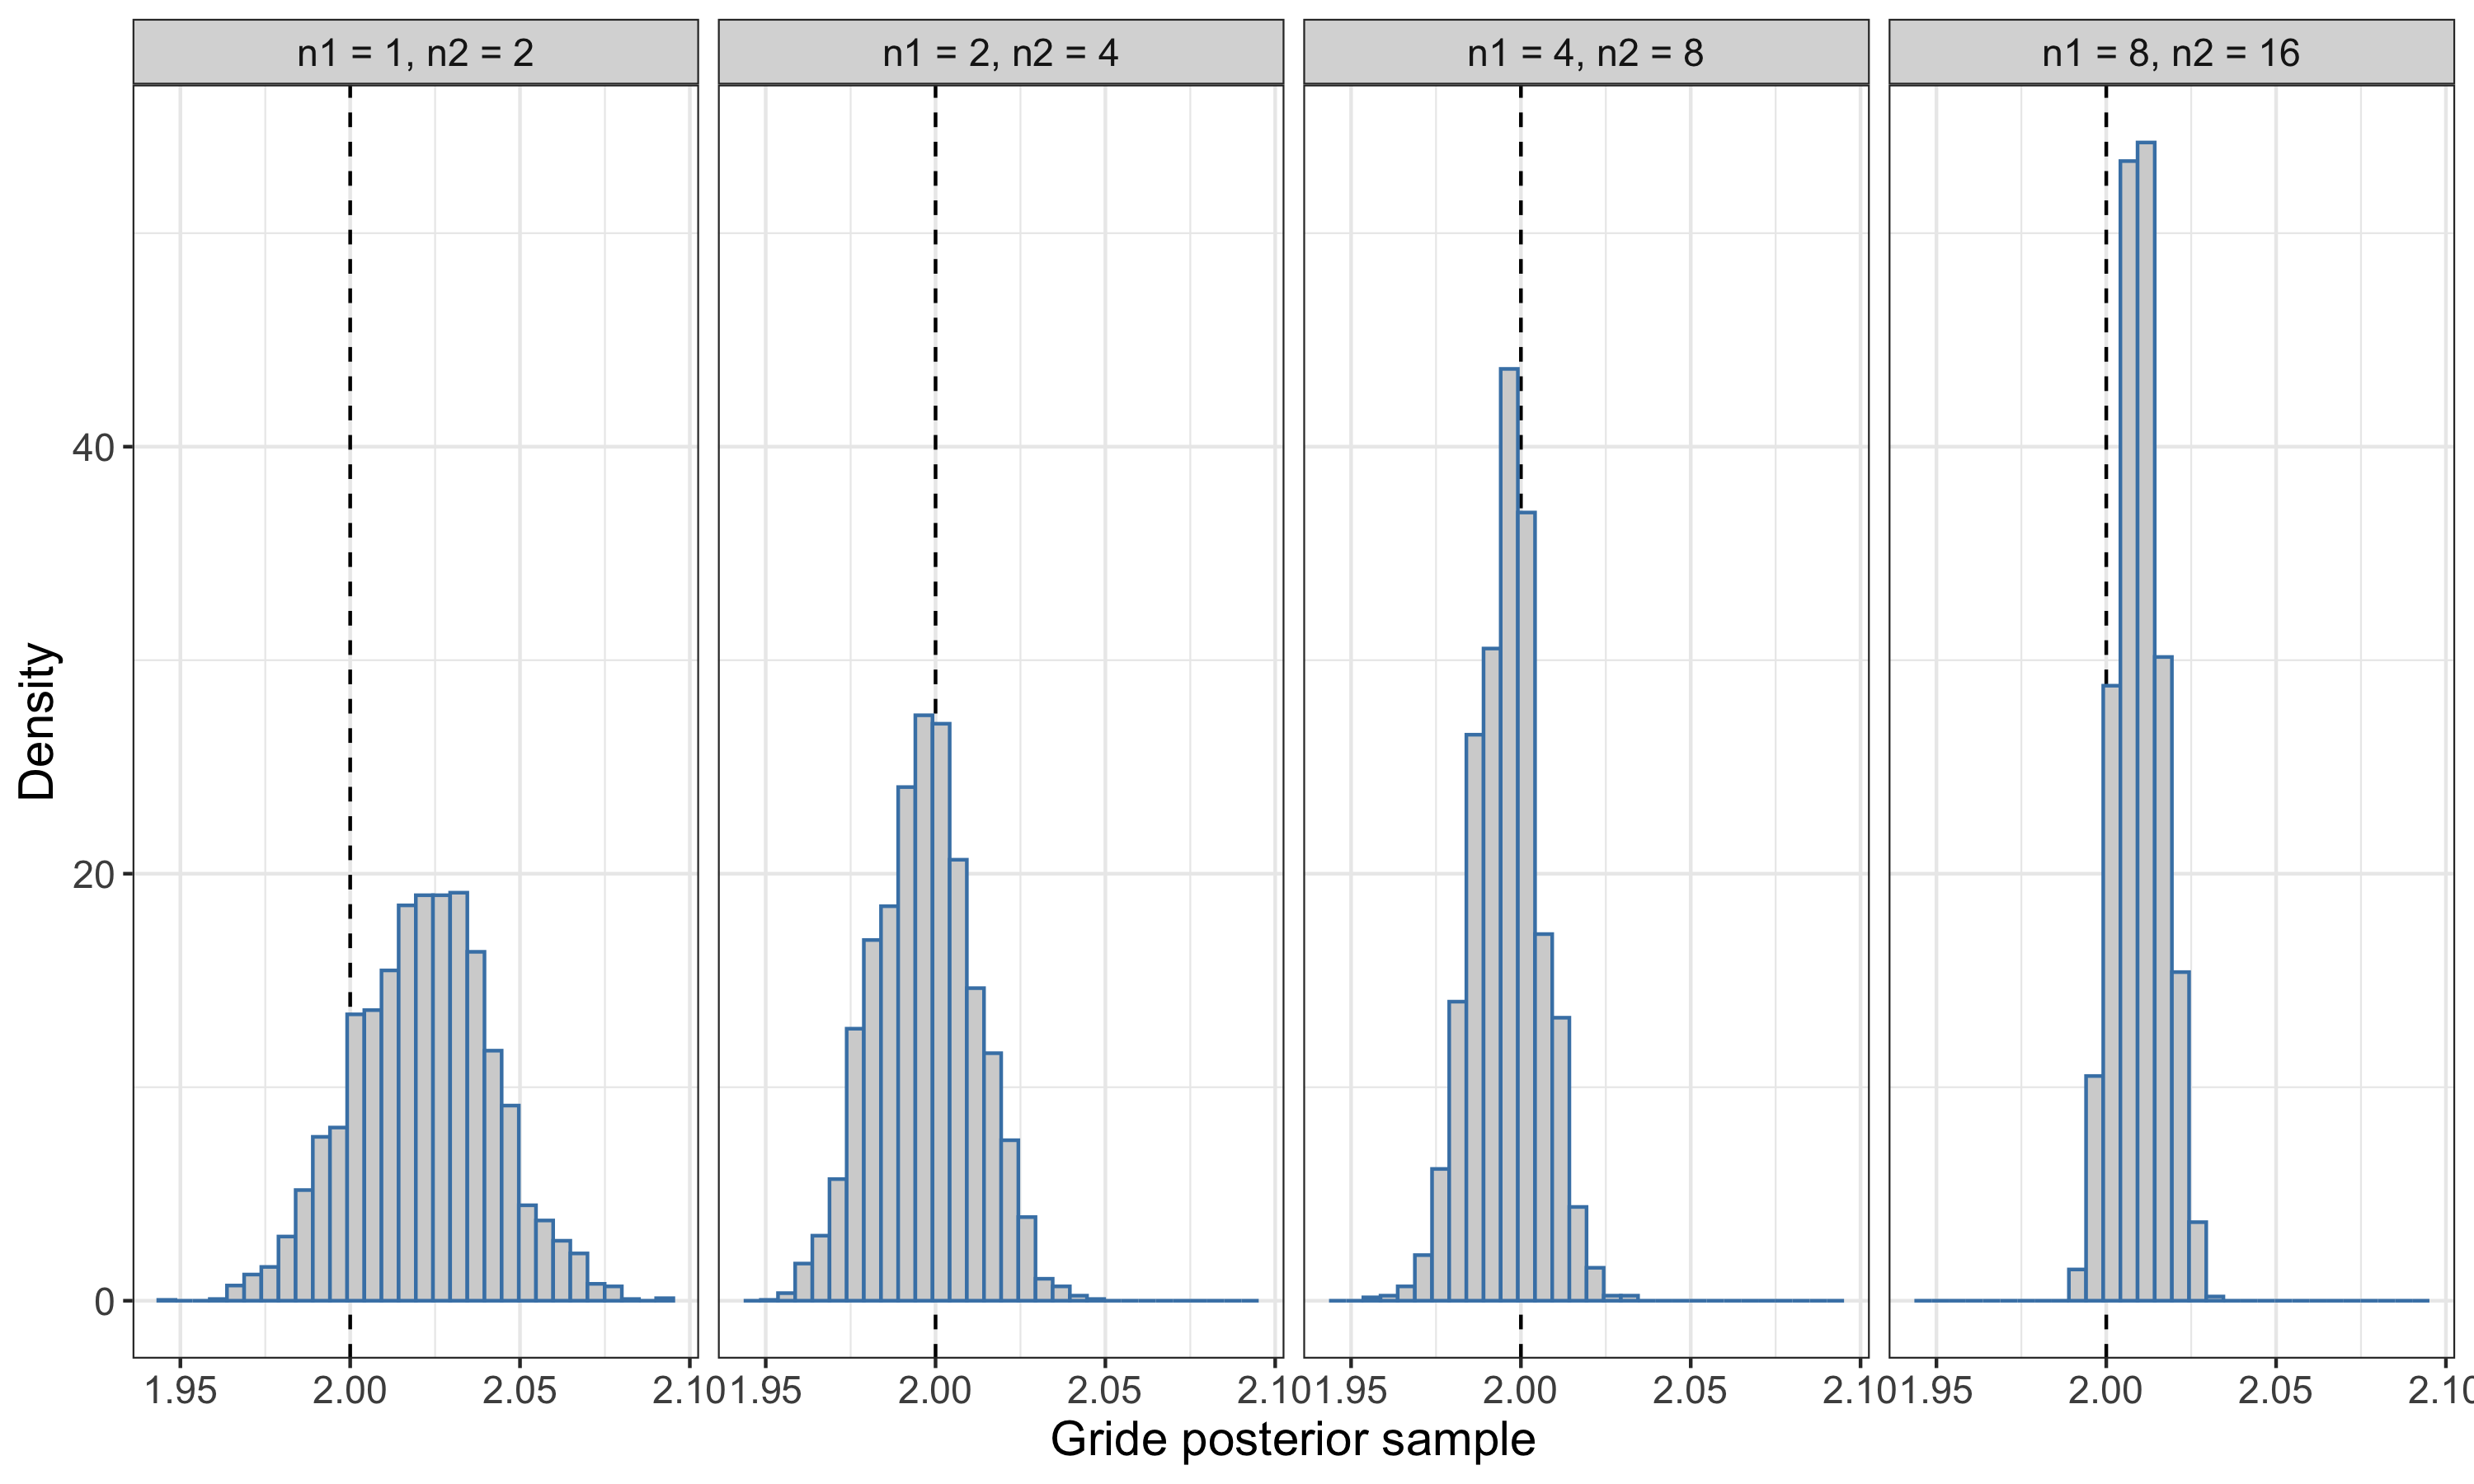 n1 = 1, n2 = 2
n1 = 2, n2 = 4
n1 = 4, n2 = 8
n1 = 8, n2 = 16
Density
40
20
0
1.95 2.00 2.05 2.10
1.95 2.00 2.05 2.10
1.95 2.00 2.05 2.10
1.95 2.00 2.05 2.10
Gride posterior sample